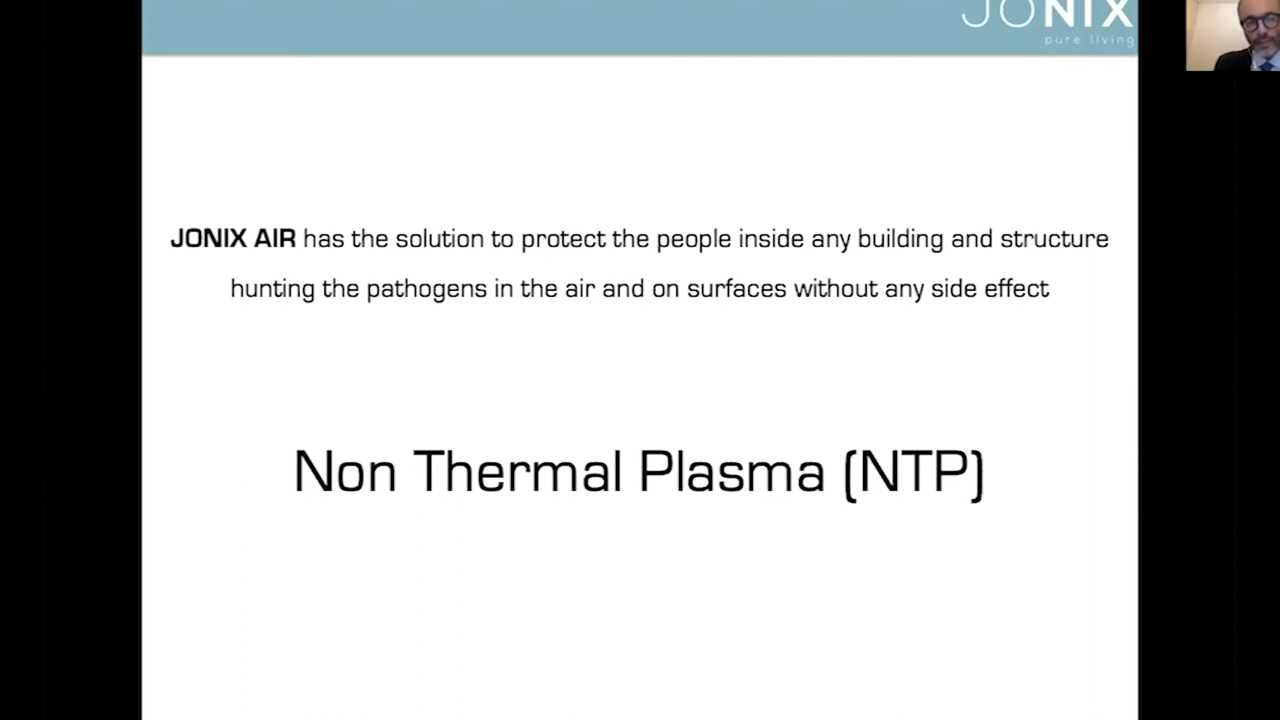 JONIX
pure living
JONIX AIR has the solution to protect the people inside any building and structure
hunting the pathogens in the air and on surfaces without any side effect
Non Thermal Plasma (NTP)